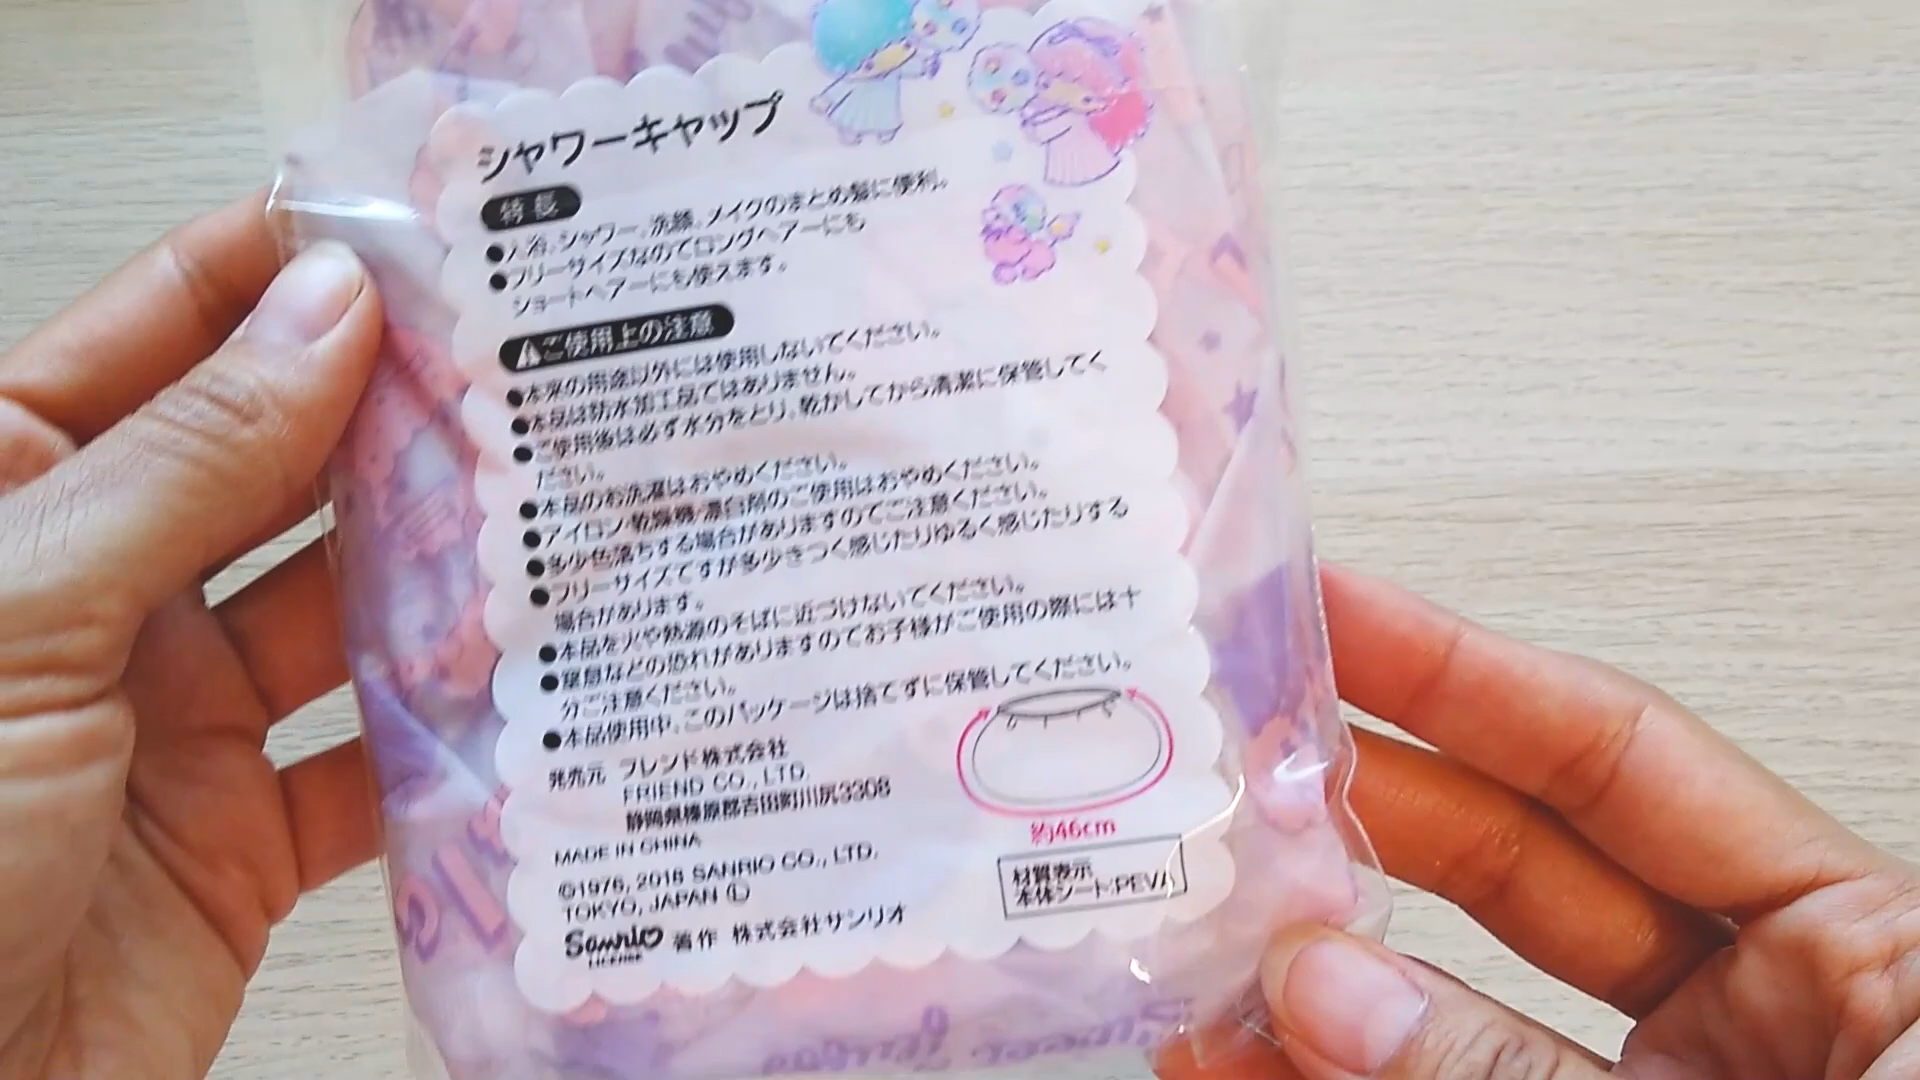 シャワーキャップ
特長
●入浴、シャワー、洗顔、メイクのまとめ髪に便利。
●フリーサイズなのでロングヘアーにも
ショートヘアーにも使えます。
⚠ご使用上の注意
●本来の用途以外には使用しないでください。
●本品は防水加工品ではありません。
●ご使用後は必ず水分をとり、乾かしてから清潔に保管してく
ださい。
●本品のお洗濯はおやめください。
●アイロン・乾燥機・漂白剤のご使用はおやめください。
●多少色落ちする場合がありますのでご注意ください。
●フリーサイズですが多少きつく感じたりゆるく感じたりする
場合があります。
●本品を火や熱源のそばに近づけないでください。
●窒息などの恐れがありますのでお子様がご使用の際には十
分ご注意ください。
●本品使用中、このパッケージは捨てずに保管してください。
発売元 フレンド株式会社
FRIEND CO., LTD.
静岡県榛原郡吉田町川尻3308
MADE IN CHINA
©1976, 2018 SANRIO CO., LTD.
TOKYO, JAPAN Ⓛ
Sanrio 著作 株式会社サンリオ
LICENSE
約46cm
材質表示
本体シート:PEVA